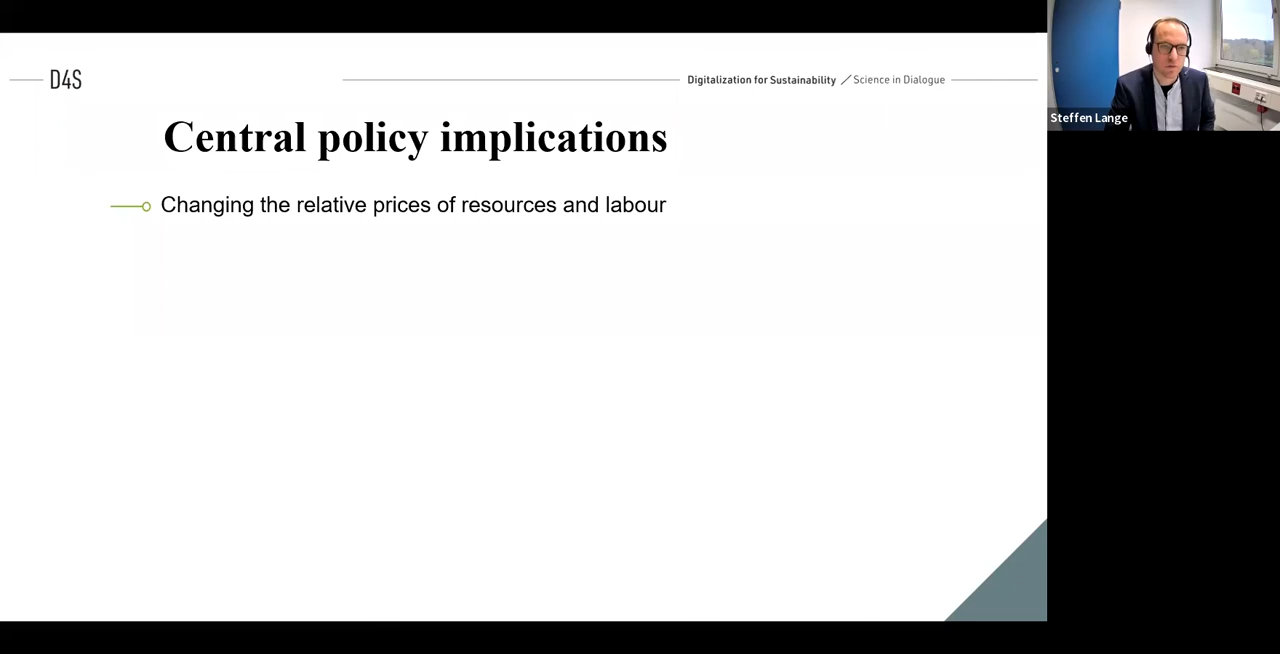 D4S
Digitalization for Sustainability / Science in Dialogue
Steffen Lange
Central policy implications
Changing the relative prices of resources and labour